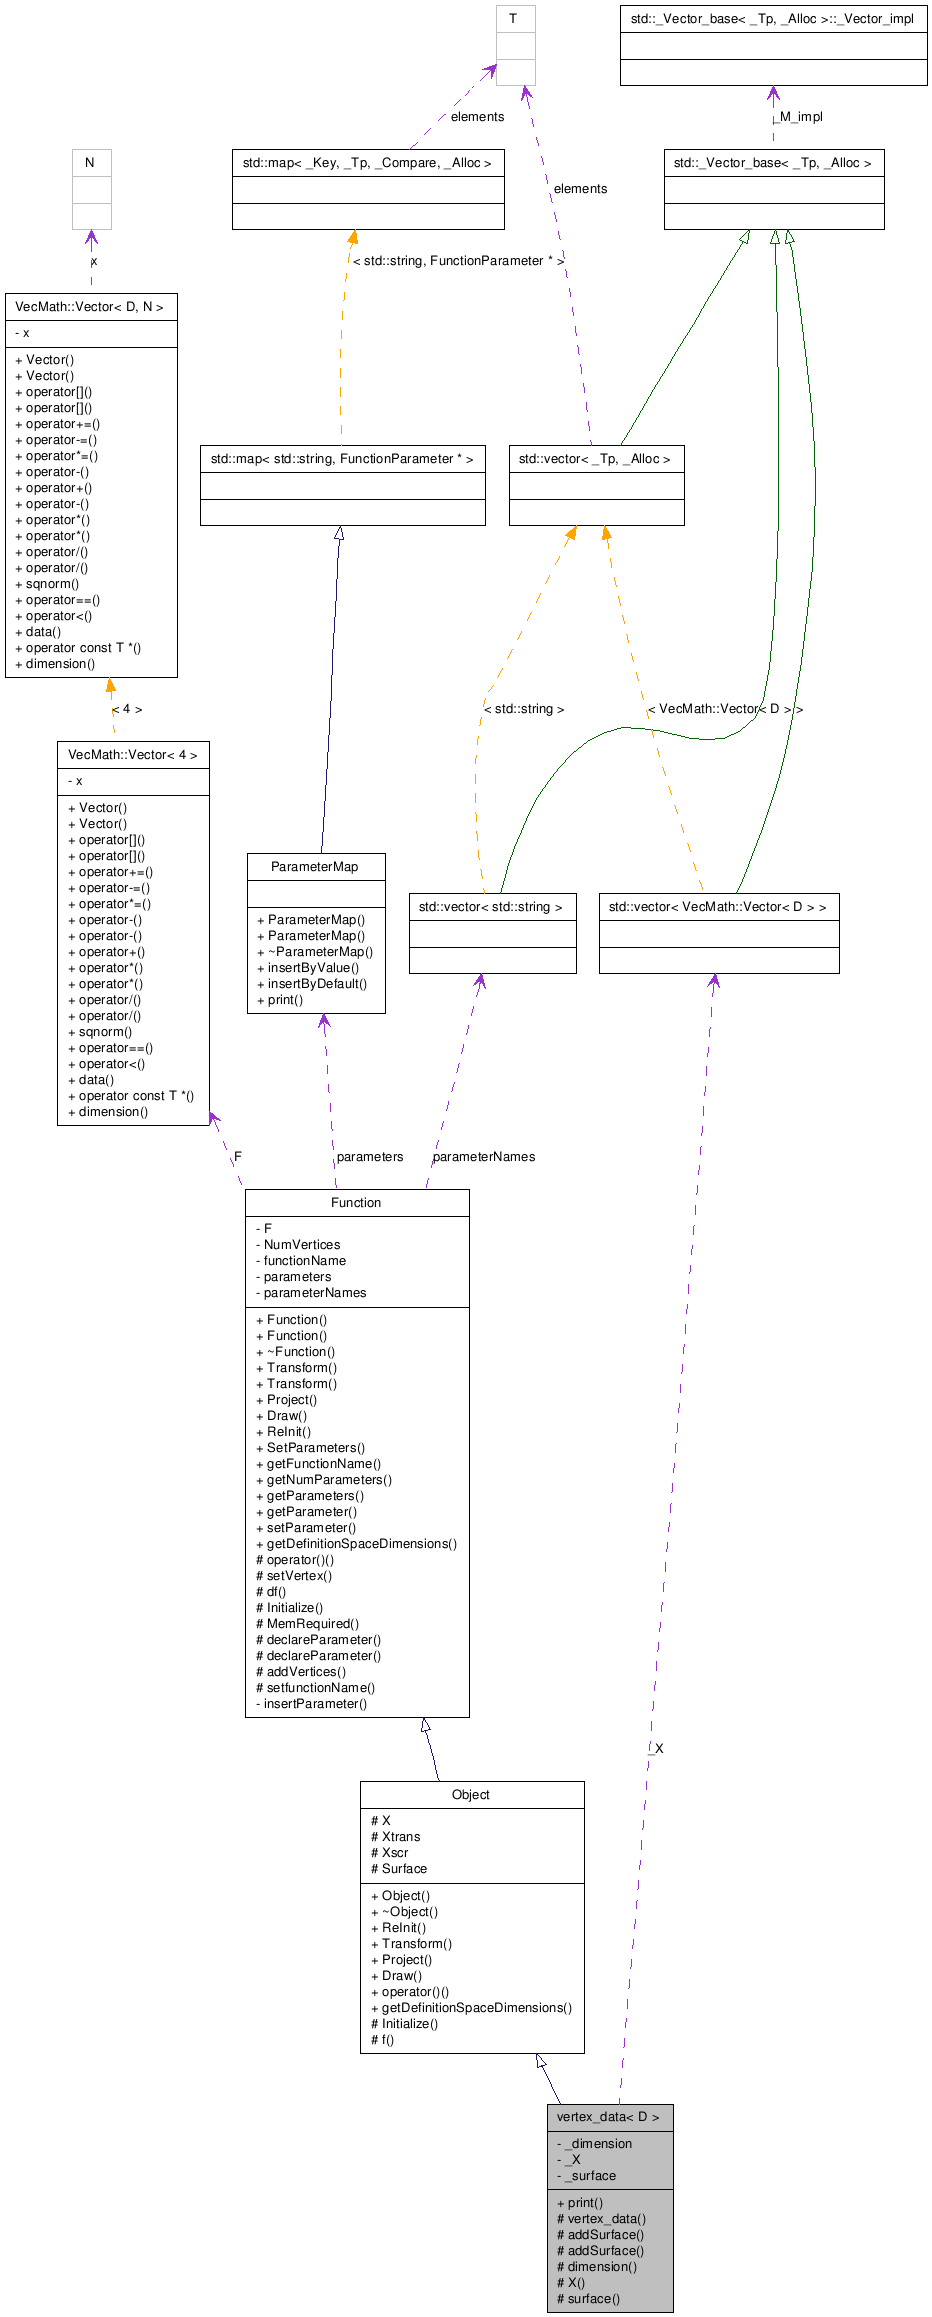 T
std::_Vector_base< _Tp, _Alloc >::_Vector_impl
elements
_M_impl
N
std::map< _Key, _Tp, _Compare, _Alloc >
std::_Vector_base< _Tp, _Alloc >
elements
x
< std::string, FunctionParameter * >
VecMath::Vector< D, N >
- x
+ Vector()
+ Vector()
+ operator[]()
+ operator[]()
+ operator+=()
+ operator-=()
+ operator*=()
+ operator-()
+ operator+()
+ operator-()
+ operator*()
+ operator*()
+ operator/()
+ operator/()
+ sqnorm()
+ operator==()
+ operator<()
+ data()
+ operator const T *()
+ dimension()
std::map< std::string, FunctionParameter * >
std::vector< _Tp, _Alloc >
< 4 >
< std::string >
< VecMath::Vector< D > >
VecMath::Vector< 4 >
- x
+ Vector()
+ Vector()
+ operator[]()
+ operator[]()
+ operator+=()
+ operator-=()
+ operator*=()
+ operator-()
+ operator-()
+ operator+()
+ operator*()
+ operator*()
+ operator/()
+ operator/()
+ sqnorm()
+ operator==()
+ operator<()
+ data()
+ operator const T *()
+ dimension()
ParameterMap
+ ParameterMap()
+ ParameterMap()
+ ~ParameterMap()
+ insertByValue()
+ insertByDefault()
+ print()
std::vector< std::string >
std::vector< VecMath::Vector< D > >
F
parameters
parameterNames
Function
- F
- NumVertices
- functionName
- parameters
- parameterNames
+ Function()
+ Function()
+ ~Function()
+ Transform()
+ Transform()
+ Project()
+ Draw()
+ ReInit()
+ SetParameters()
+ getFunctionName()
+ getNumParameters()
+ getParameters()
+ getParameter()
+ setParameter()
+ getDefinitionSpaceDimensions()
# operator()()
# setVertex()
# df()
# Initialize()
# MemRequired()
# declareParameter()
# declareParameter()
# addVertices()
# setfunctionName()
- insertParameter()
_X
Object
# X
# Xtrans
# Xscr
# Surface
+ Object()
+ ~Object()
+ ReInit()
+ Transform()
+ Project()
+ Draw()
+ operator()()
+ getDefinitionSpaceDimensions()
# Initialize()
# f()
vertex_data< D >
- _dimension
- _X
- _surface
+ print()
# vertex_data()
# addSurface()
# addSurface()
# dimension()
# X()
# surface()